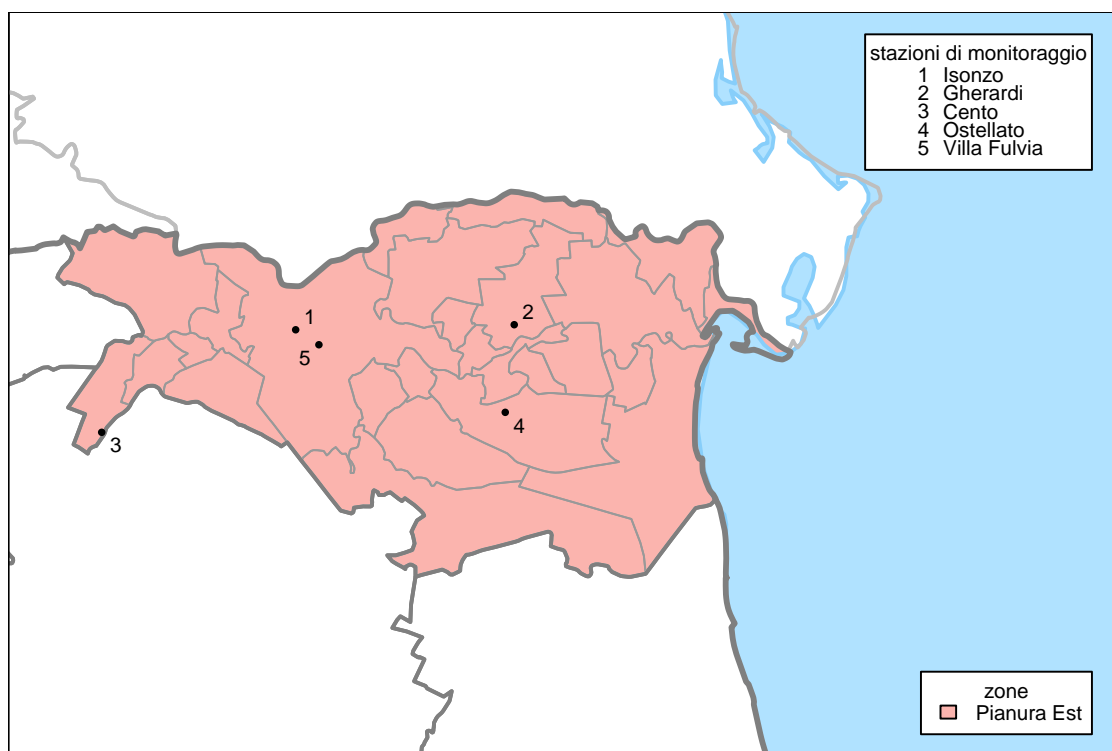 stazioni di monitoraggio
1 Isonzo
2 Gherardi
3 Cento
4 Ostellato
5 Villa Fulvia
1
2
5
4
3
zone
Pianura Est